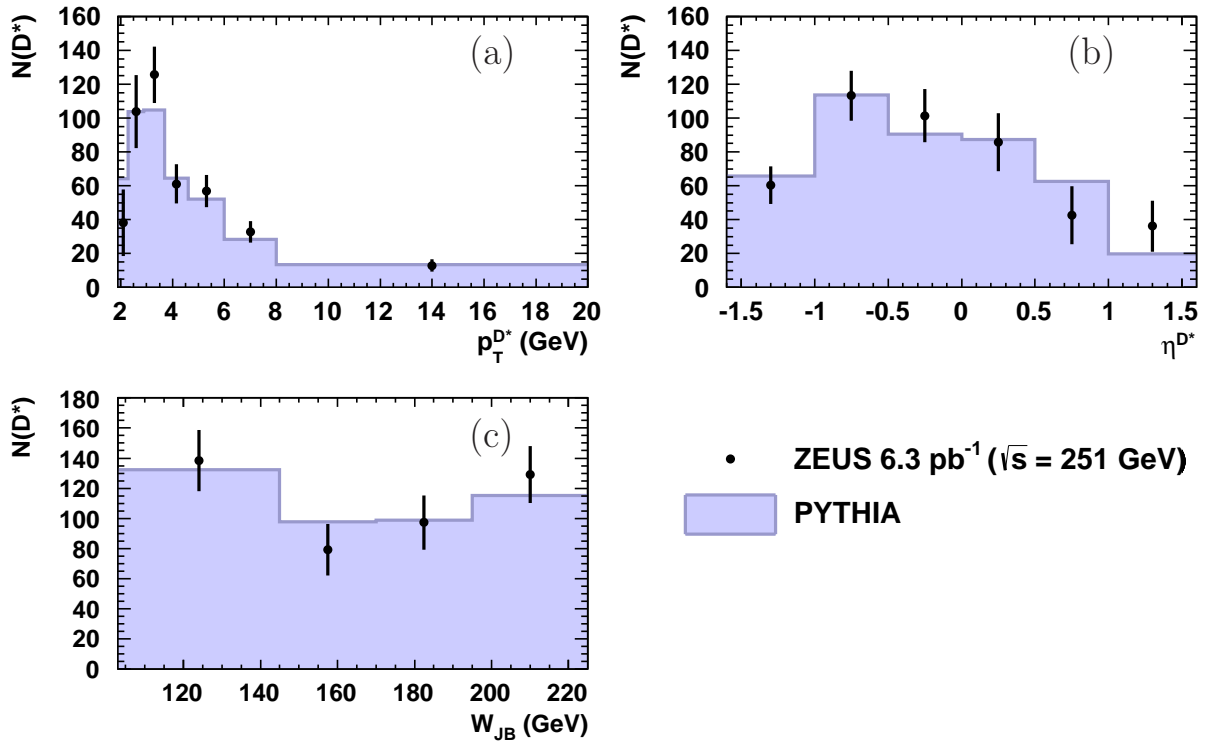 N(D*)
160
140
120
100
80
60
40
20
0
(a)
2 4 6 8 10 12 14 16 18 20
p_T^{D*} (GeV)
N(D*)
160
140
120
100
80
60
40
20
0
(b)
-1.5 -1 -0.5 0 0.5 1 1.5
η^{D*}
N(D*)
180
160
140
120
100
80
60
40
20
0
(c)
120 140 160 180 200 220
W_{JB} (GeV)
ZEUS 6.3 pb⁻¹ (√s = 251 GeV)
PYTHIA